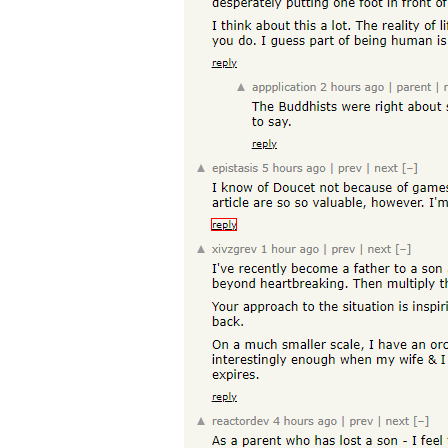 desperately putting one foot in front of
I think about this a lot. The reality of
you do. I guess part of being human is
reply
▲ appplication 2 hours ago | parent |
The Buddhists were right about
to say.
reply
▲ epistasis 5 hours ago | prev | next [–]
I know of Doucet not because of games
article are so so valuable, however. I'm
reply
▲ xivzgrev 1 hour ago | prev | next [–]
I've recently become a father to a son
beyond heartbreaking. Then multiply
Your approach to the situation is
back.
On a much smaller scale, I have an
interestingly enough when my wife & I
expires.
reply
▲ reactordev 4 hours ago | prev | next [–]
As a parent who has lost a son - I feel